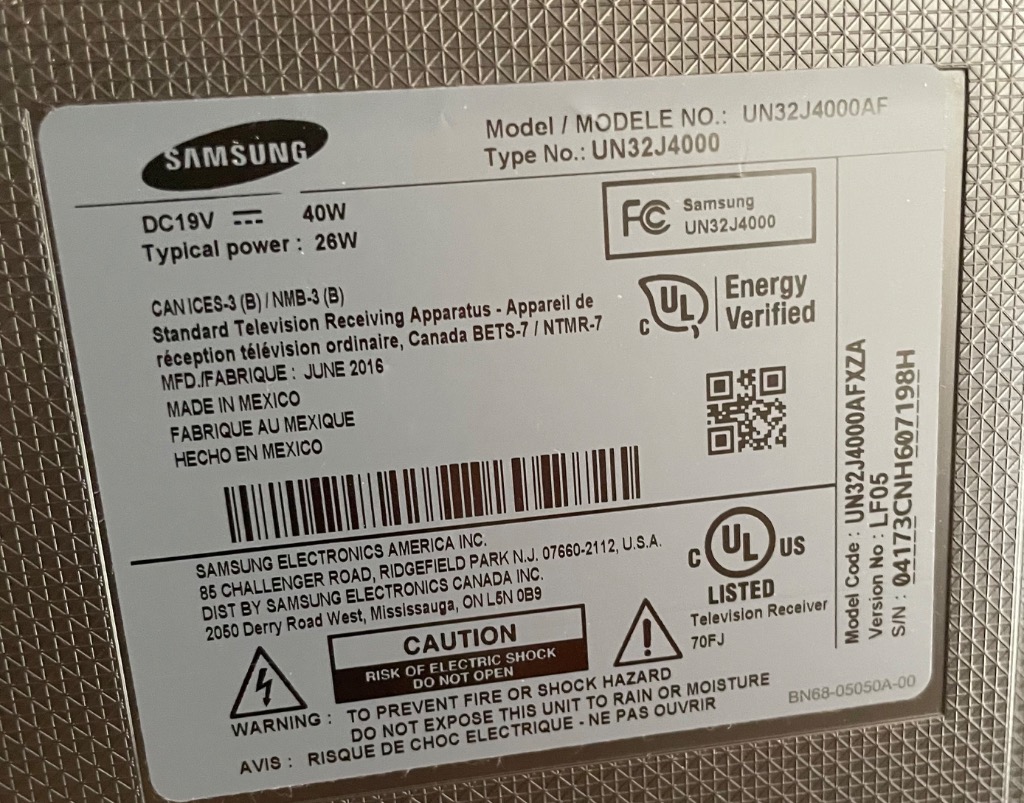 SAMSUNG
Model / MODELE NO.: UN32J4000AF
Type No.: UN32J4000
DC19V ⎓ 40W
Typical power : 26W
FC Samsung
UN32J4000
CAN ICES-3 (B) / NMB-3 (B)
Standard Television Receiving Apparatus - Appareil de
réception télévision ordinaire, Canada BETS-7 / NTMR-7
MFD./FABRIQUE : JUNE 2016
MADE IN MEXICO
FABRIQUE AU MEXIQUE
HECHO EN MEXICO
C UL Energy
Verified
SAMSUNG ELECTRONICS AMERICA INC.
85 CHALLENGER ROAD, RIDGEFIELD PARK N.J. 07660-2112, U.S.A.
DIST BY SAMSUNG ELECTRONICS CANADA INC.
2050 Derry Road West, Mississauga, ON L5N 0B9
C UL US
LISTED
Television Receiver
70FJ
CAUTION
RISK OF ELECTRIC SHOCK
DO NOT OPEN
WARNING : TO PREVENT FIRE OR SHOCK HAZARD
DO NOT EXPOSE THIS UNIT TO RAIN OR MOISTURE
AVIS : RISQUE DE CHOC ELECTRIQUE - NE PAS OUVRIR
BN68-05050A-00
Model Code : UN32J4000AFXZA
Version No : LF05
S/N : 04173CNH607198H